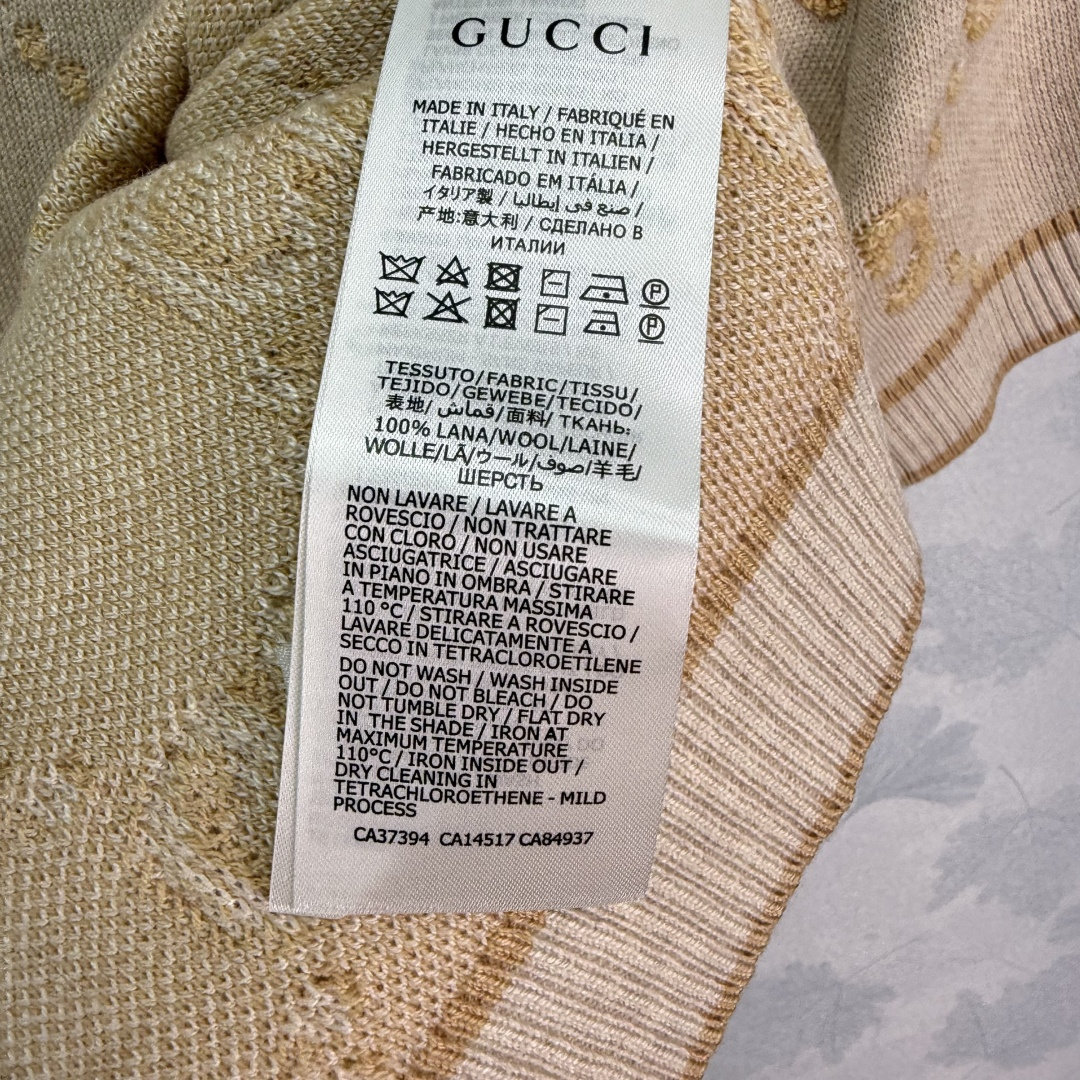 GUCCI
MADE IN ITALY / FABRIQUÉ EN
ITALIE / HECHO EN ITALIA /
HERGESTELLT IN ITALIEN /
FABRICADO EM ITÁLIA /
イタリア製 / صنع في إيطاليا /
产地:意大利 / СДЕЛАНО В
ИТАЛИИ
TESSUTO/FABRIC/TISSU/
TEJIDO/GEWEBE/TECIDO/
表地/ قماش/面料/ ТКАНЬ:
100% LANA/WOOL/LAINE/
WOLLE/LÃ/ウール/صوف/羊毛/
ШЕРСТЬ
NON LAVARE / LAVARE A
ROVESCIO / NON TRATTARE
CON CLORO / NON USARE
ASCIUGATRICE / ASCIUGARE
IN PIANO IN OMBRA / STIRARE
A TEMPERATURA MASSIMA
110 °C / STIRARE A ROVESCIO /
LAVARE DELICATAMENTE A
SECCO IN TETRACLOROETILENE
DO NOT WASH / WASH INSIDE
OUT / DO NOT BLEACH / DO
NOT TUMBLE DRY / FLAT DRY
IN THE SHADE / IRON AT
MAXIMUM TEMPERATURE
110°C / IRON INSIDE OUT /
DRY CLEANING IN
TETRACHLOROETHENE - MILD
PROCESS
CA37394 CA14517 CA84937